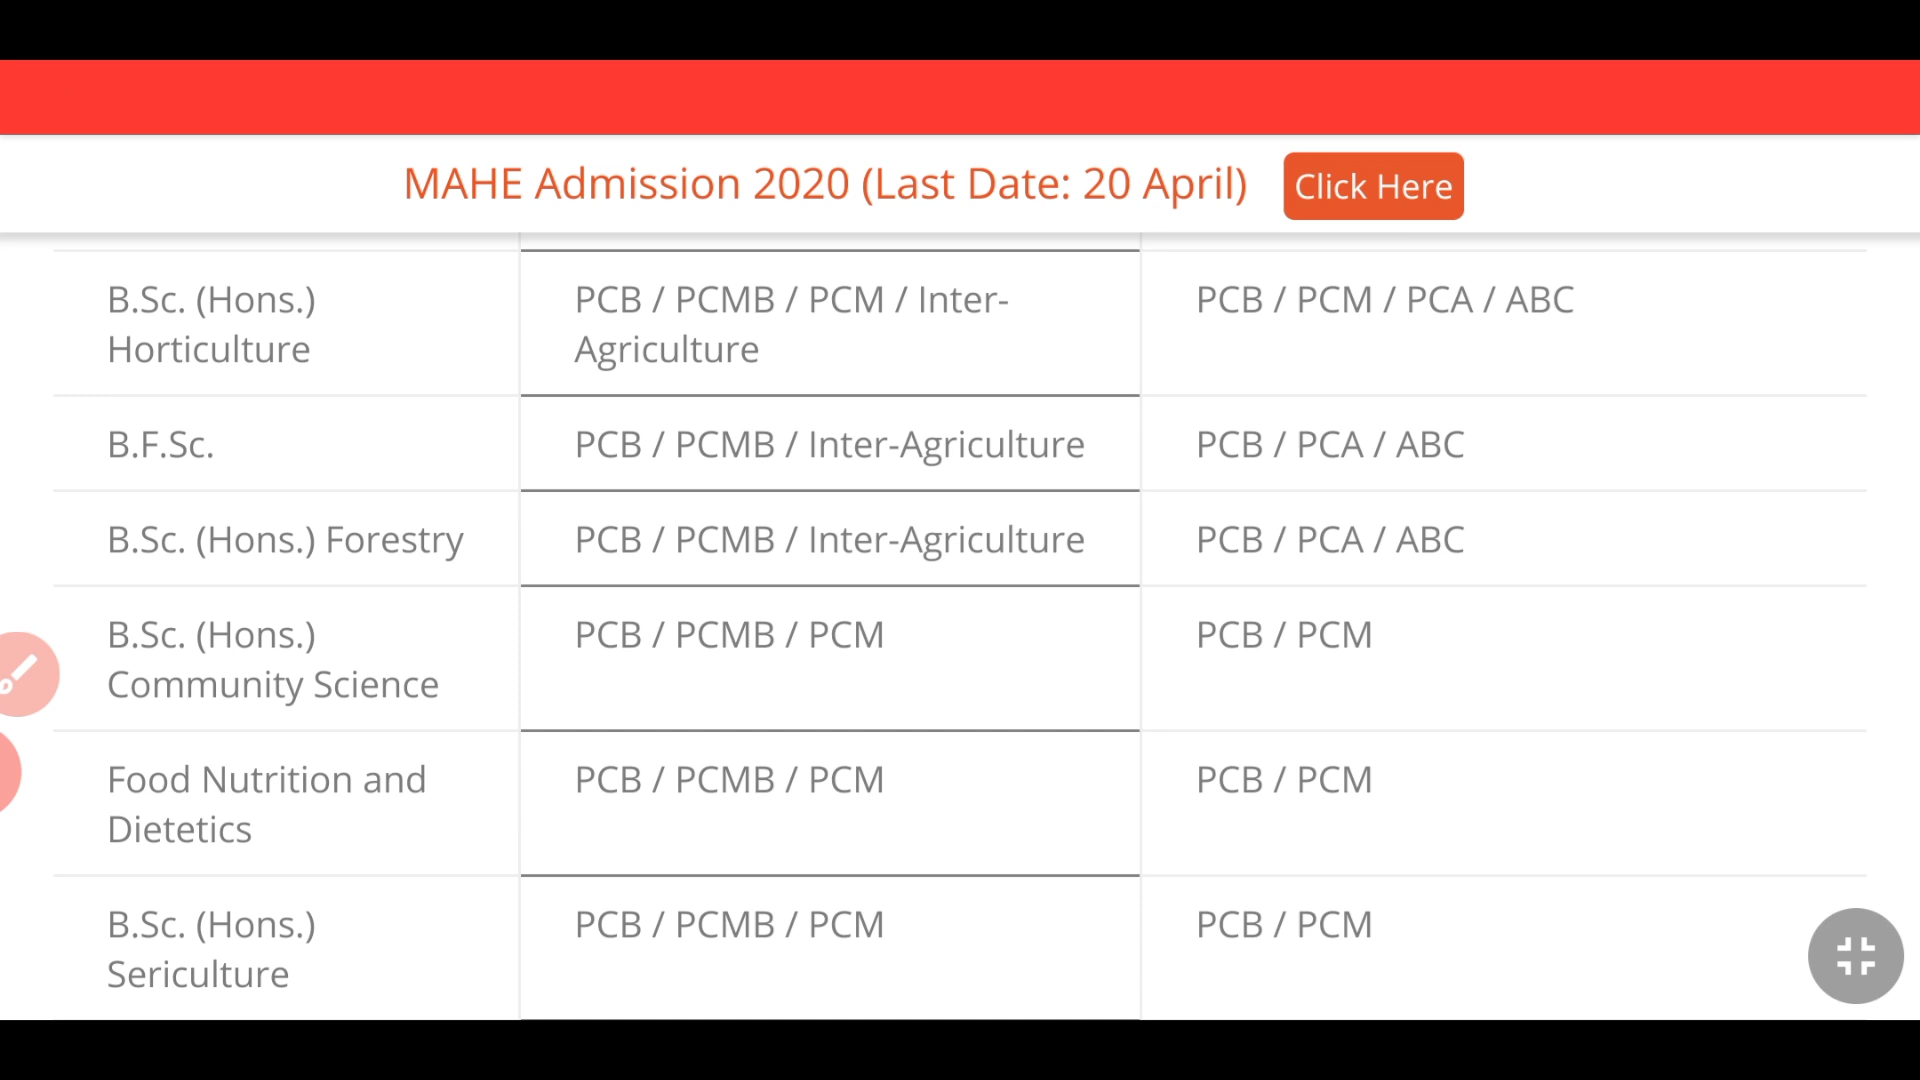 MAHE Admission 2020 (Last Date: 20 April) Click Here
B.Sc. (Hons.)
Horticulture
PCB / PCMB / PCM / Inter-
Agriculture
PCB / PCM / PCA / ABC
B.F.Sc.
PCB / PCMB / Inter-Agriculture
PCB / PCA / ABC
B.Sc. (Hons.) Forestry
PCB / PCMB / Inter-Agriculture
PCB / PCA / ABC
B.Sc. (Hons.)
Community Science
PCB / PCMB / PCM
PCB / PCM
Food Nutrition and
Dietetics
PCB / PCMB / PCM
PCB / PCM
B.Sc. (Hons.)
Sericulture
PCB / PCMB / PCM
PCB / PCM